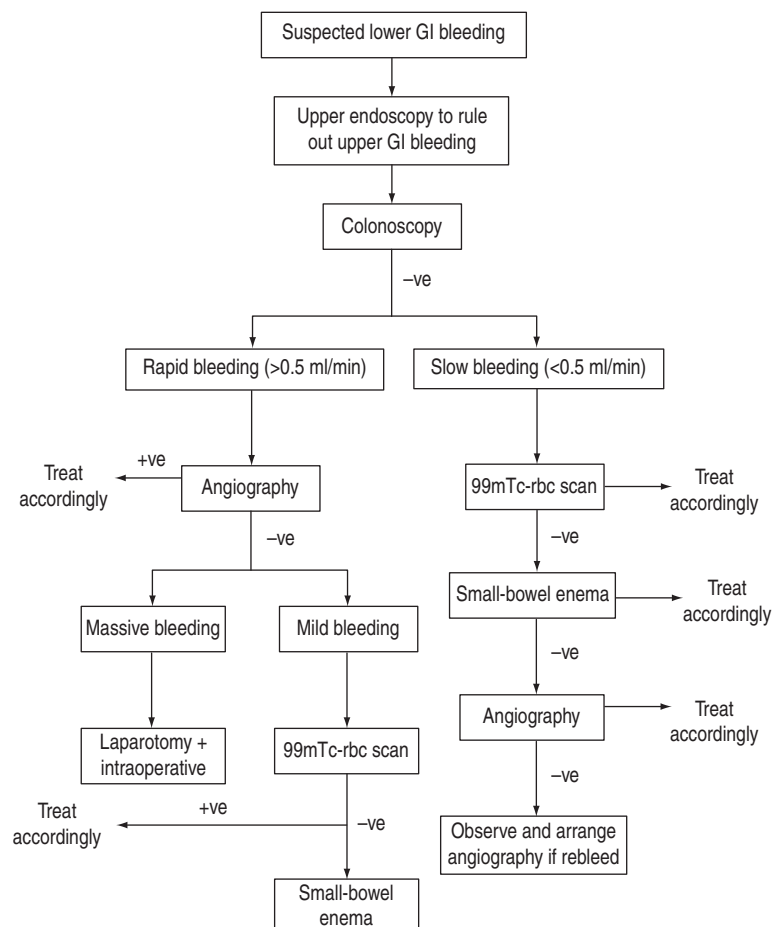 Suspected lower GI bleeding
Upper endoscopy to rule
out upper GI bleeding
Colonoscopy
–ve
Rapid bleeding (>0.5 ml/min)
Slow bleeding (<0.5 ml/min)
Treat
accordingly
+ve
Angiography
–ve
99mTc-rbc scan
Treat
accordingly
–ve
Massive bleeding
Mild bleeding
Small-bowel enema
Treat
accordingly
–ve
Laparotomy +
intraoperative
99mTc-rbc scan
Angiography
Treat
accordingly
–ve
Treat
accordingly
+ve
–ve
Observe and arrange
angiography if rebleed
Small-bowel
enema